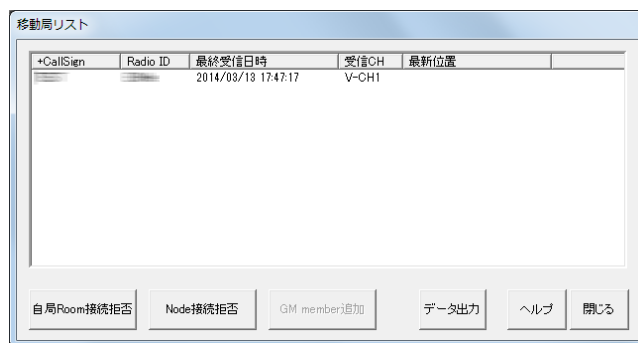 移動局リスト
+CallSign Radio ID 最終受信日時 受信CH 最新位置
2014/03/13 17:47:17 V-CH1
自局Room接続拒否 Node接続拒否 GM member追加 データ出力 ヘルプ 閉じる